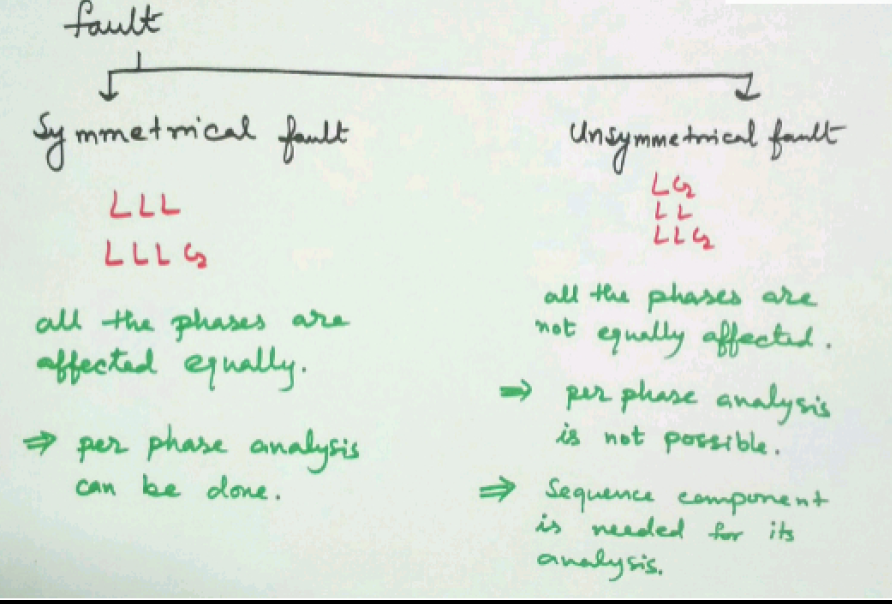 fault
Symmetrical fault
LLL
LLLG
all the phases are
affected equally.
⇒ per phase analysis
can be done.
Unsymmetrical fault
LG
LL
LLG
all the phases are
not equally affected.
⇒ per phase analysis
is not possible.
⇒ Sequence component
is needed for its
analysis.